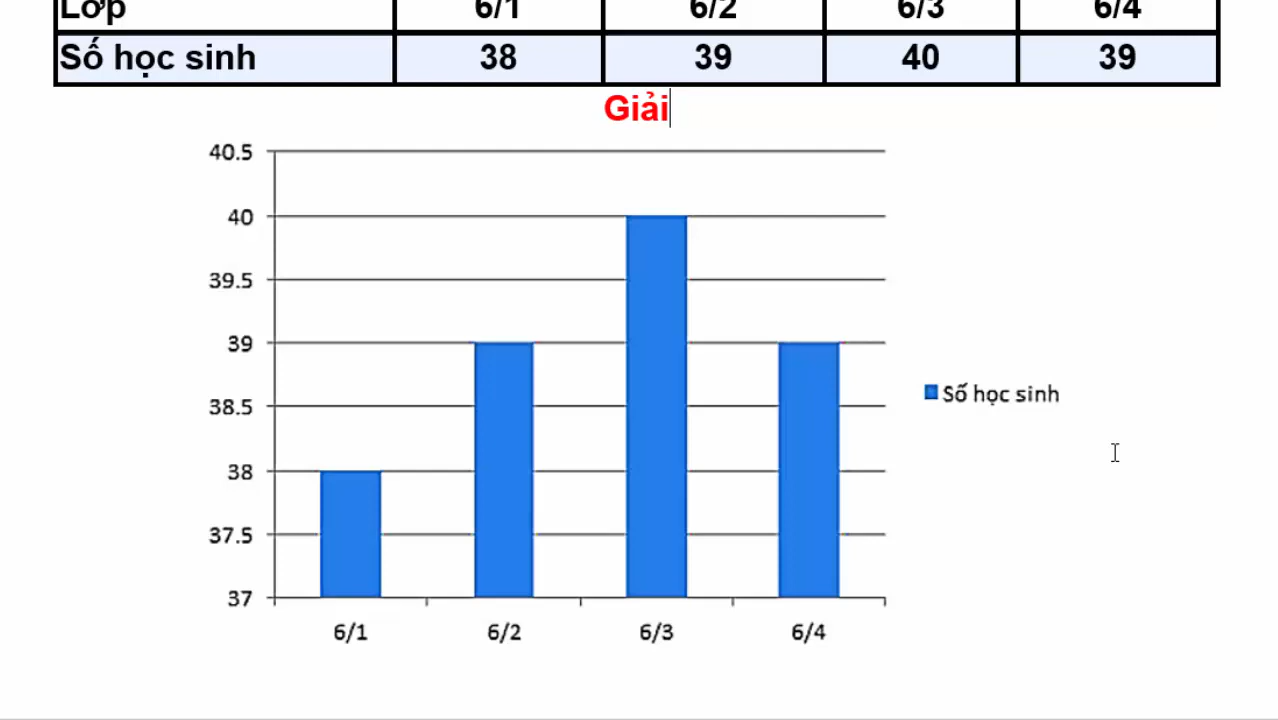 Lớp 6/1 6/2 6/3 6/4
Số học sinh 38 39 40 39
Giải
40.5
40
39.5
39
38.5
38
37.5
37
6/1 6/2 6/3 6/4
Số học sinh